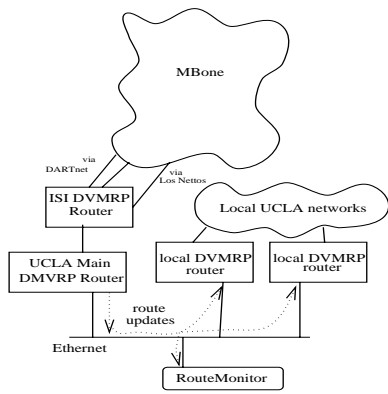 MBone
via
DARTnet
via
Los Nettos
ISI DVMRP
Router
Local UCLA networks
UCLA Main
DMVRP Router
local DVMRP
router
local DVMRP
router
route
updates
Ethernet
RouteMonitor